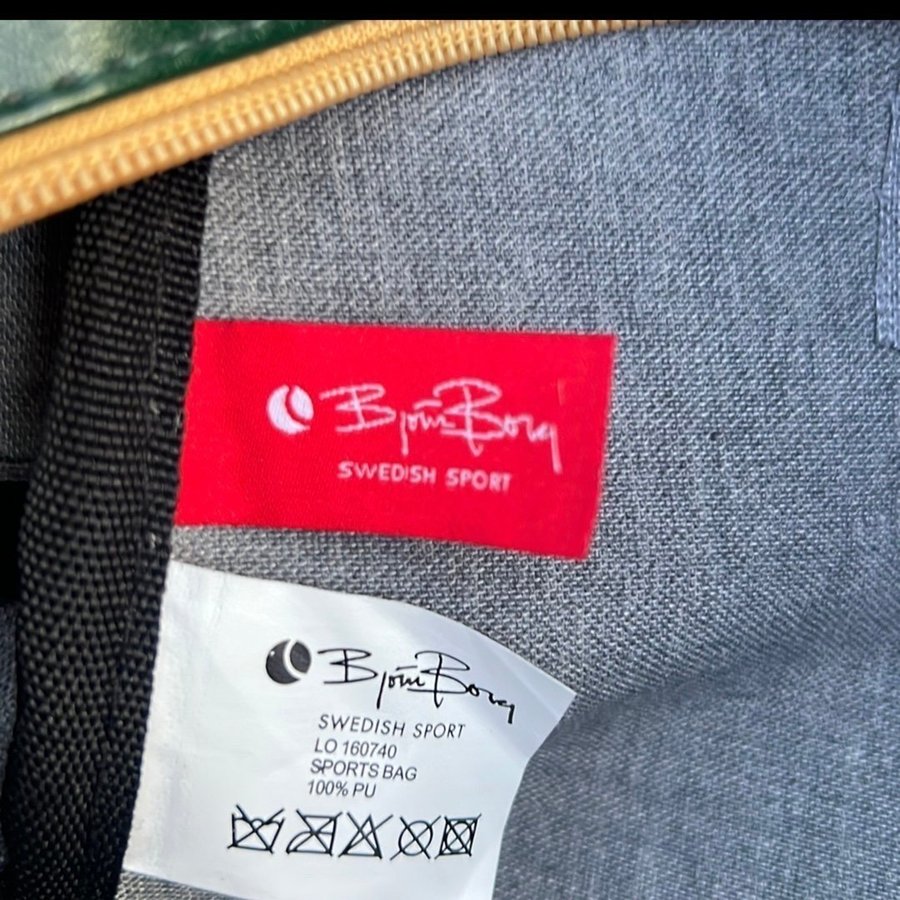 Björn Borg
SWEDISH SPORT
Björn Borg
SWEDISH SPORT
LO 160740
SPORTS BAG
100% PU